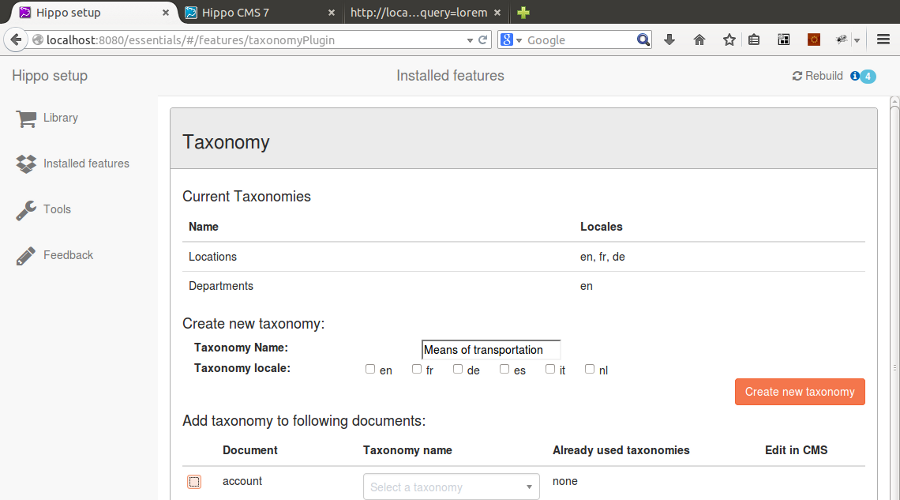 Hippo setup
Hippo CMS 7
http://loca...query=lorem
localhost:8080/essentials/#/features/taxonomyPlugin
Google
Hippo setup
Installed features
Rebuild
4
Library
Installed features
Tools
Feedback
Taxonomy
Current Taxonomies
Name Locales
Locations en, fr, de
Departments en
Create new taxonomy:
Taxonomy Name: Means of transportation
Taxonomy locale: en fr de es it nl
Create new taxonomy
Add taxonomy to following documents:
Document Taxonomy name Already used taxonomies Edit in CMS
account Select a taxonomy none